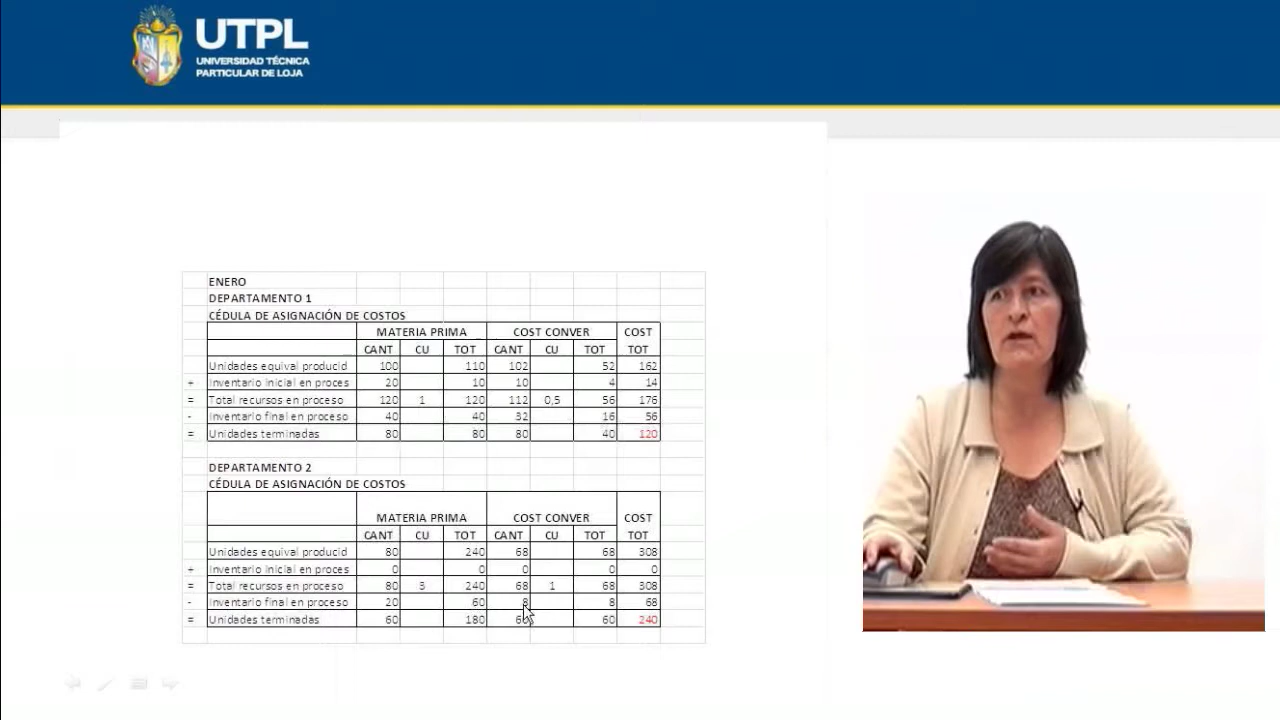 UTPL
UNIVERSIDAD TÉCNICA
PARTICULAR DE LOJA
ENERO
DEPARTAMENTO 1
CÉDULA DE ASIGNACIÓN DE COSTOS
MATERIA PRIMA COST CONVER COST
CANT CU TOT CANT CU TOT TOT
Unidades equival producid 100 110 102 52 162
+ Inventario inicial en proces 20 10 10 4 14
= Total recursos en proceso 120 1 120 112 0,5 56 176
- Inventario final en proceso 40 40 32 16 56
= Unidades terminadas 80 80 80 40 120
DEPARTAMENTO 2
CÉDULA DE ASIGNACIÓN DE COSTOS
MATERIA PRIMA COST CONVER COST
CANT CU TOT CANT CU TOT TOT
Unidades equival producid 80 240 68 68 308
+ Inventario inicial en proces 0 0 0 0 0
= Total recursos en proceso 80 3 240 68 1 68 308
- Inventario final en proceso 20 60 8 8 68
= Unidades terminadas 60 180 60 60 240